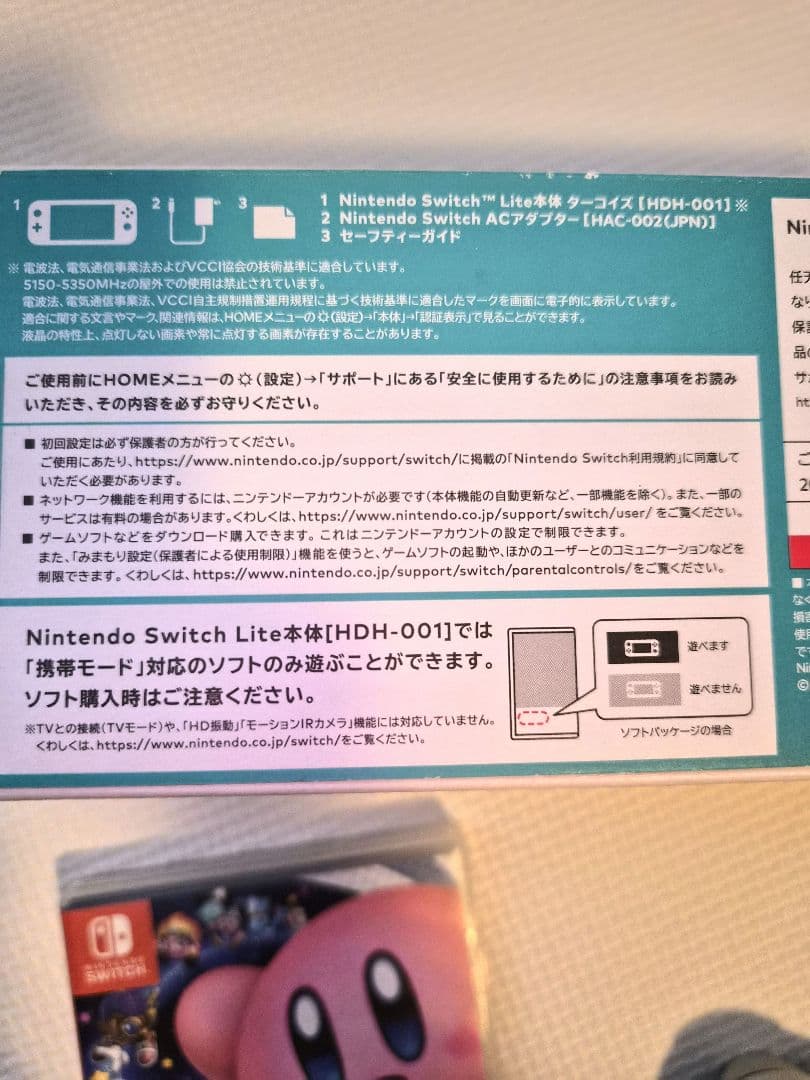 1 2 3
1 Nintendo Switch™ Lite本体 ターコイズ [HDH-001] ※
2 Nintendo Switch ACアダプター [HAC-002(JPN)]
3 セーフティーガイド
※ 電波法、電気通信事業法およびVCCI協会の技術基準に適合しています。
5150-5350MHzの屋外での使用は禁止されています。
電波法、電気通信事業法、VCCI自主規制措置運用規程に基づく技術基準に適合したマークを画面に電子的に表示しています。
適合に関する文言やマーク、関連情報は、HOMEメニューの(設定)→「本体」→「認証表示」で見ることができます。
液晶の特性上、点灯しない画素や常に点灯する画素が存在することがあります。
ご使用前にHOMEメニューの(設定)→「サポート」にある「安全に使用するために」の注意事項をお読み
いただき、その内容を必ずお守りください。
■ 初回設定は必ず保護者の方が行ってください。
ご使用にあたり、https://www.nintendo.co.jp/support/switch/に掲載の「Nintendo Switch利用規約」に同意して
いただく必要があります。
■ ネットワーク機能を利用するには、ニンテンドーアカウントが必要です(本体機能の自動更新など、一部機能を除く)。また、一部の
サービスは有料の場合があります。くわしくは、https://www.nintendo.co.jp/support/switch/user/ をご覧ください。
■ ゲームソフトなどをダウンロード購入できます。これはニンテンドーアカウントの設定で制限できます。
また、「みまもり設定(保護者による使用制限)」機能を使うと、ゲームソフトの起動や、ほかのユーザーとのコミュニケーションなどを
制限できます。くわしくは、https://www.nintendo.co.jp/support/switch/parentalcontrols/をご覧ください。
Nintendo Switch Lite本体[HDH-001]では
「携帯モード」対応のソフトのみ遊ぶことができます。
ソフト購入時はご注意ください。
※TVとの接続(TVモード)や、「HD振動」「モーションIRカメラ」機能には対応していません。
くわしくは、https://www.nintendo.co.jp/switch/をご覧ください。
遊べます
遊べません
ソフトパッケージの場合
NINTENDO
SWITCH